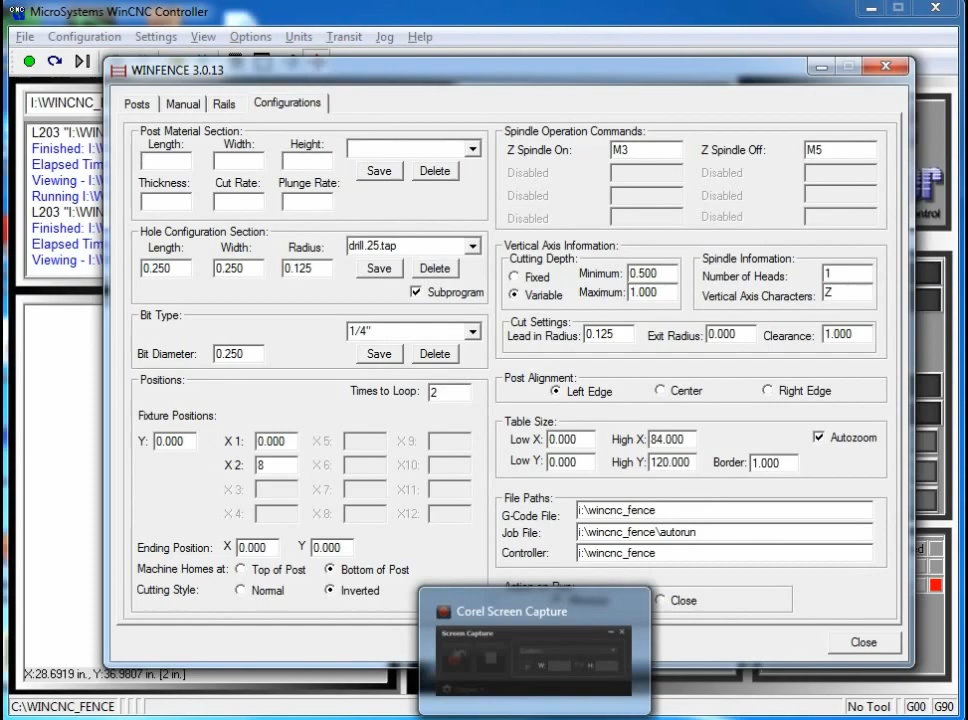 MicroSystems WinCNC Controller
File Configuration Settings View Options Units Transit Jog Help
WINFENCE 3.0.13
Posts Manual Rails Configurations
I:\WINCNC_
L203 "I:\WIN
Finished: I:\
Elapsed Tim
Viewing - I:\
Running I:\W
L203 "I:\WIN
Finished: I:\
Elapsed Tim
Viewing - I:\
Post Material Section:
Length: Width: Height:
Save Delete
Thickness: Cut Rate: Plunge Rate:
Hole Configuration Section:
Length: Width: Radius: drill.25.tap
0.250 0.250 0.125 Save Delete
Subprogram
Bit Type:
1/4"
Bit Diameter: 0.250 Save Delete
Positions:
Times to Loop: 2
Fixture Positions:
Y: 0.000 X 1: 0.000 X 5: X 9:
X 2: 8 X 6: X10:
X 3: X 7: X11:
X 4: X 8: X12:
Ending Position: X 0.000 Y 0.000
Machine Homes at: Top of Post Bottom of Post
Cutting Style: Normal Inverted
Spindle Operation Commands:
Z Spindle On: M3 Z Spindle Off: M5
Disabled Disabled
Disabled Disabled
Disabled Disabled
Vertical Axis Information:
Cutting Depth:
Fixed Minimum: 0.500
Variable Maximum: 1.000
Spindle Information:
Number of Heads: 1
Vertical Axis Characters: Z
Cut Settings:
Lead in Radius: 0.125 Exit Radius: 0.000 Clearance: 1.000
Post Alignment:
Left Edge Center Right Edge
Table Size:
Low X: 0.000 High X: 84.000 Autozoom
Low Y: 0.000 High Y: 120.000 Border: 1.000
File Paths:
G-Code File: i:\wincnc_fence
Job File: i:\wincnc_fence\autorun
Controller: i:\wincnc_fence
Close
Close
Corel Screen Capture
Screen Capture
X:28.6919 in., Y:36.9807 in. [2 in.]
C:\WINCNC_FENCE No Tool G00 G90